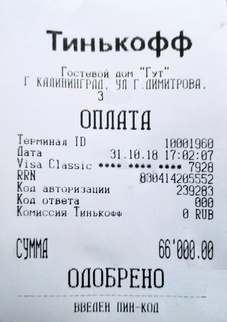 Тинькофф
Гостевой дом "Гут"
Г КАЛИНИНГРАД, УЛ Г.ДИМИТРОВА,
3
ОПЛАТА
Терминал ID 10001960
Дата 31.10.18 17:02:07
Visa Classic •••• •••• •••• 7928
RRN 830414205552
Код авторизации 239283
Код ответа 000
Комиссия Тинькофф 0 RUB
СУММА 66'000.00
ОДОБРЕНО
ВВЕДЕН ПИН-КОД